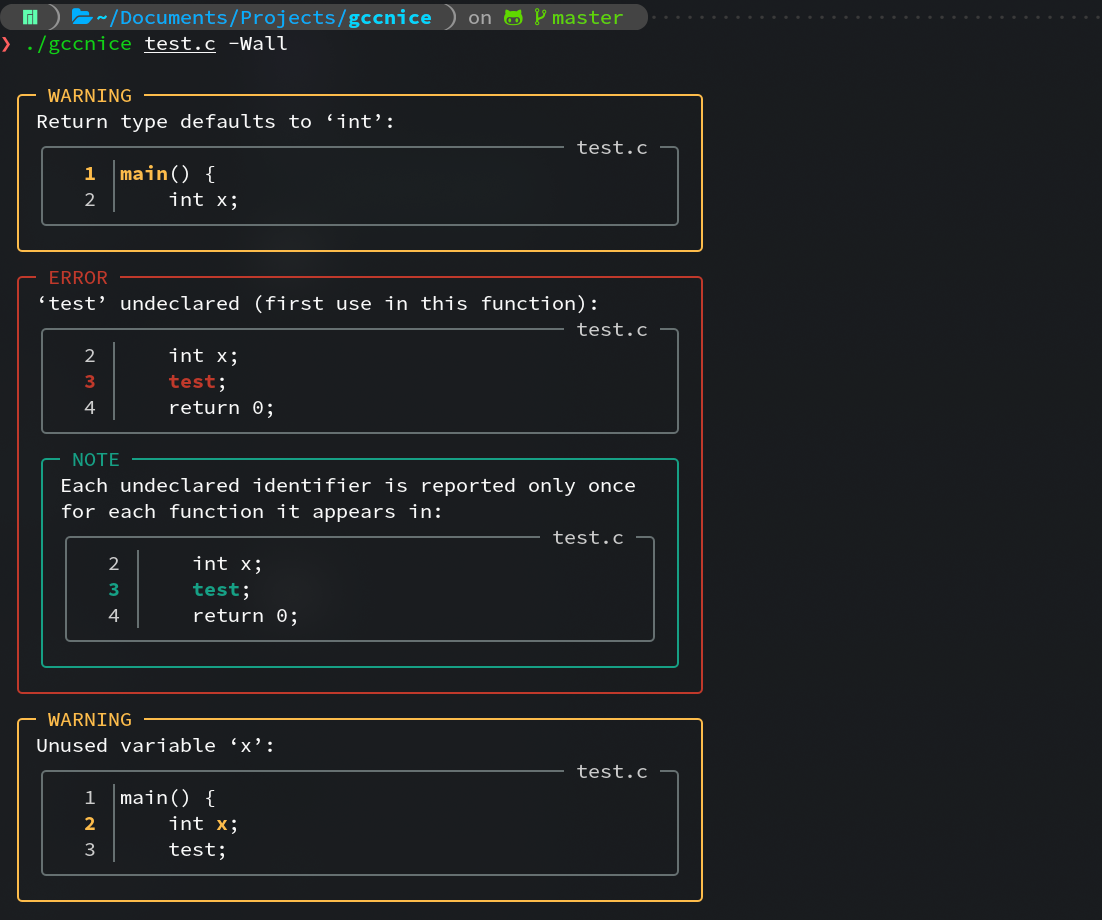 ~/Documents/Projects/gccnice on master
❯ ./gccnice test.c -Wall
WARNING
Return type defaults to ‘int’:
test.c
1 main() {
2 int x;
ERROR
‘test’ undeclared (first use in this function):
test.c
2 int x;
3 test;
4 return 0;
NOTE
Each undeclared identifier is reported only once
for each function it appears in:
test.c
2 int x;
3 test;
4 return 0;
WARNING
Unused variable ‘x’:
test.c
1 main() {
2 int x;
3 test;